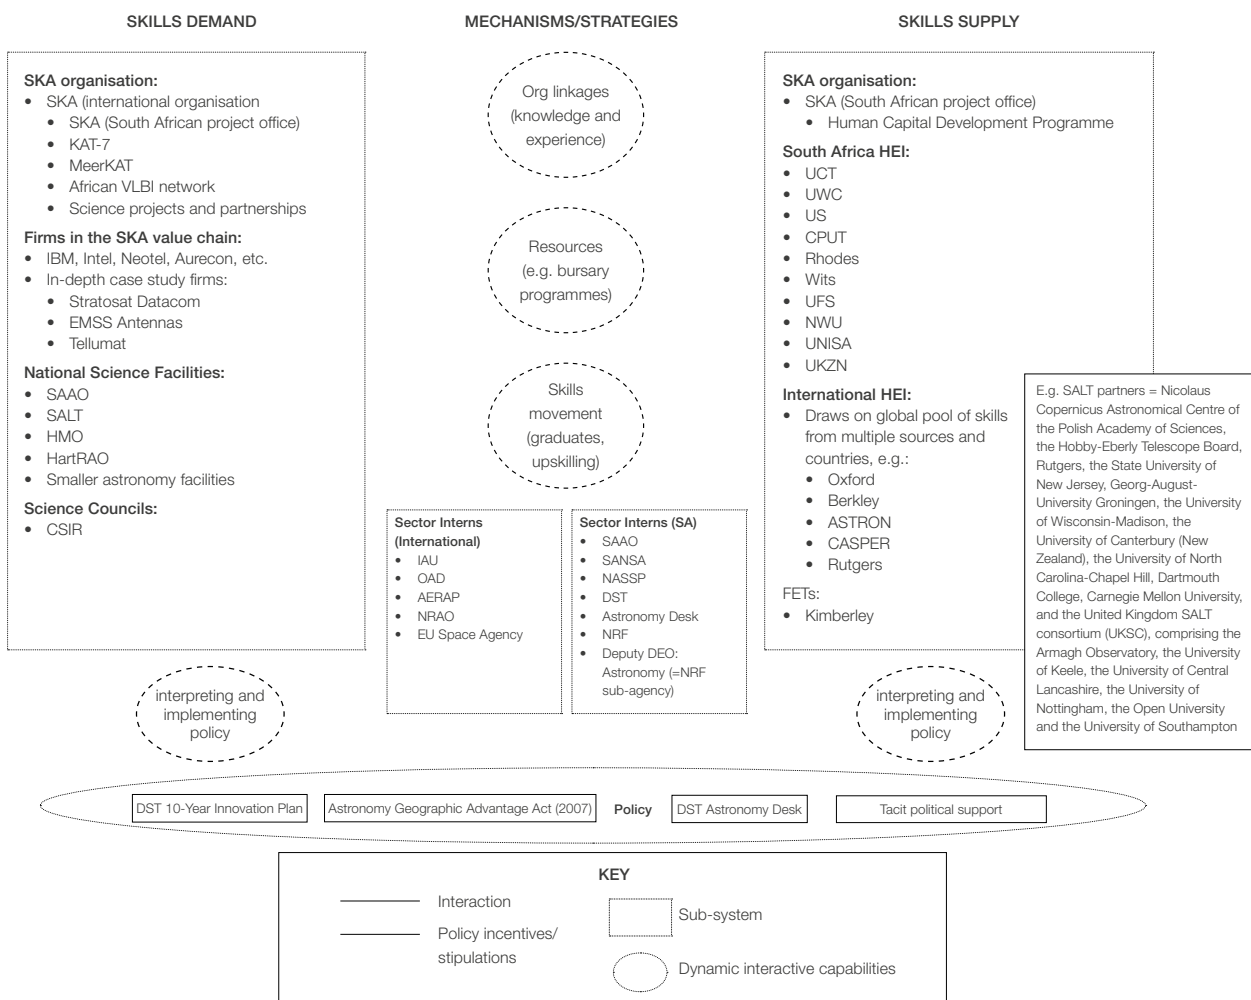 SKILLS DEMAND
MECHANISMS/STRATEGIES
SKILLS SUPPLY
SKA organisation:
• SKA (international organisation
• SKA (South African project office)
• KAT-7
• MeerKAT
• African VLBI network
• Science projects and partnerships
Firms in the SKA value chain:
• IBM, Intel, Neotel, Aurecon, etc.
• In-depth case study firms:
• Stratosat Datacom
• EMSS Antennas
• Tellumat
National Science Facilities:
• SAAO
• SALT
• HMO
• HartRAO
• Smaller astronomy facilities
Science Councils:
• CSIR
Org linkages
(knowledge and
experience)
Resources
(e.g. bursary
programmes)
Skills
movement
(graduates,
upskilling)
Sector Interns
(International)
• IAU
• OAD
• AERAP
• NRAO
• EU Space Agency
Sector Interns (SA)
• SAAO
• SANSA
• NASSP
• DST
• Astronomy Desk
• NRF
• Deputy DEO:
Astronomy (=NRF
sub-agency)
SKA organisation:
• SKA (South African project office)
• Human Capital Development Programme
South Africa HEI:
• UCT
• UWC
• US
• CPUT
• Rhodes
• Wits
• UFS
• NWU
• UNISA
• UKZN
International HEI:
• Draws on global pool of skills
from multiple sources and
countries, e.g.:
• Oxford
• Berkley
• ASTRON
• CASPER
• Rutgers
FETs:
• Kimberley
E.g. SALT partners = Nicolaus
Copernicus Astronomical Centre of
the Polish Academy of Sciences,
the Hobby-Eberly Telescope Board,
Rutgers, the State University of
New Jersey, Georg-August-
University Groningen, the University
of Wisconsin-Madison, the
University of Canterbury (New
Zealand), the University of North
Carolina-Chapel Hill, Dartmouth
College, Carnegie Mellon University,
and the United Kingdom SALT
consortium (UKSC), comprising the
Armagh Observatory, the University
of Keele, the University of Central
Lancashire, the University of
Nottingham, the Open University
and the University of Southampton
interpreting and
implementing
policy
interpreting and
implementing
policy
DST 10-Year Innovation Plan
Astronomy Geographic Advantage Act (2007)
Policy
DST Astronomy Desk
Tacit political support
KEY
Interaction
Policy incentives/
stipulations
Sub-system
Dynamic interactive capabilities